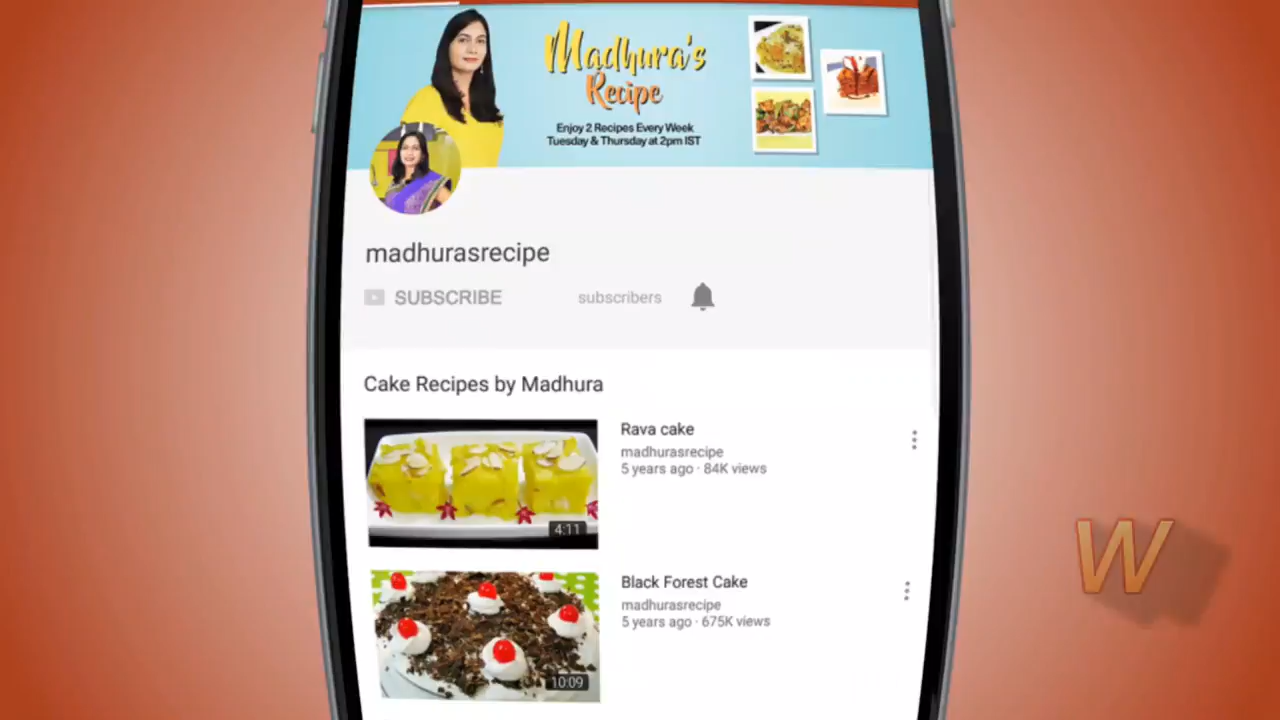 Madhura's
Recipe
Enjoy 2 Recipes Every Week
Tuesday & Thursday at 2pm IST
madhurasrecipe
SUBSCRIBE
subscribers
Cake Recipes by Madhura
Rava cake
madhurasrecipe
5 years ago · 84K views
4:11
Black Forest Cake
madhurasrecipe
5 years ago · 675K views
10:09
W